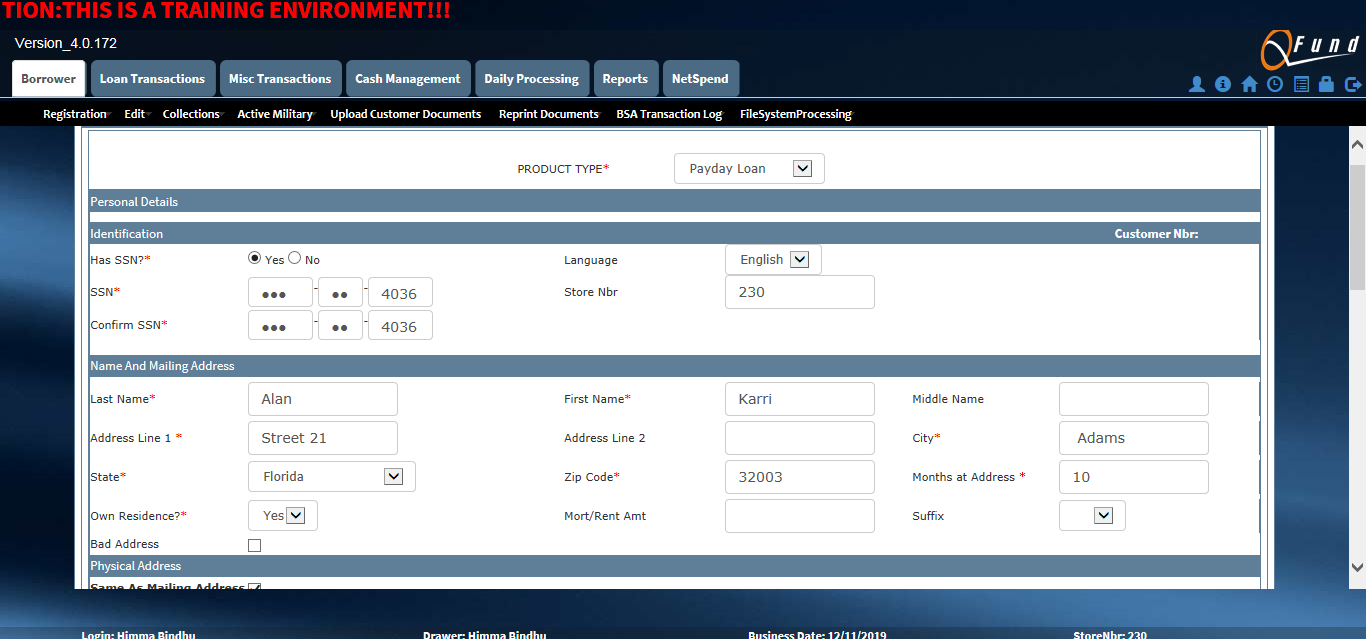 TION:THIS IS A TRAINING ENVIRONMENT!!!
Version_4.0.172
QFund
Borrower Loan Transactions Misc Transactions Cash Management Daily Processing Reports NetSpend
Registration Edit Collections Active Military Upload Customer Documents Reprint Documents BSA Transaction Log FileSystemProcessing
PRODUCT TYPE* Payday Loan
Personal Details
Identification Customer Nbr:
Has SSN?* Yes No Language English
SSN* ●●● - ●● - 4036 Store Nbr 230
Confirm SSN* ●●● - ●● - 4036
Name And Mailing Address
Last Name* Alan First Name* Karri Middle Name
Address Line 1 * Street 21 Address Line 2 City* Adams
State* Florida Zip Code* 32003 Months at Address * 10
Own Residence?* Yes Mort/Rent Amt Suffix
Bad Address
Physical Address
Same As Mailing Address
Login: Himma Bindhu Drawer: Himma Bindhu Business Date: 12/11/2019 StoreNbr: 230